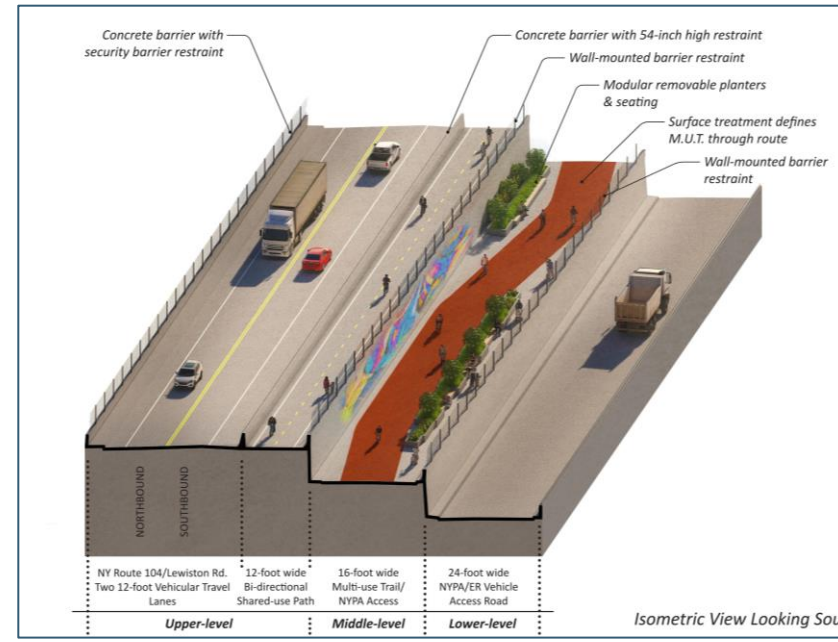 Concrete barrier with
security barrier restraint
Concrete barrier with 54-inch high restraint
Wall-mounted barrier restraint
Modular removable planters
& seating
Surface treatment defines
M.U.T. through route
Wall-mounted barrier
restraint
NORTHBOUND
SOUTHBOUND
NY Route 104/Lewiston Rd.
Two 12-foot Vehicular Travel
Lanes
12-foot wide
Bi-directional
Shared-use Path
16-foot wide
Multi-use Trail/
NYPA Access
24-foot wide
NYPA/ER Vehicle
Access Road
Upper-level
Middle-level
Lower-level
Isometric View Looking Sou